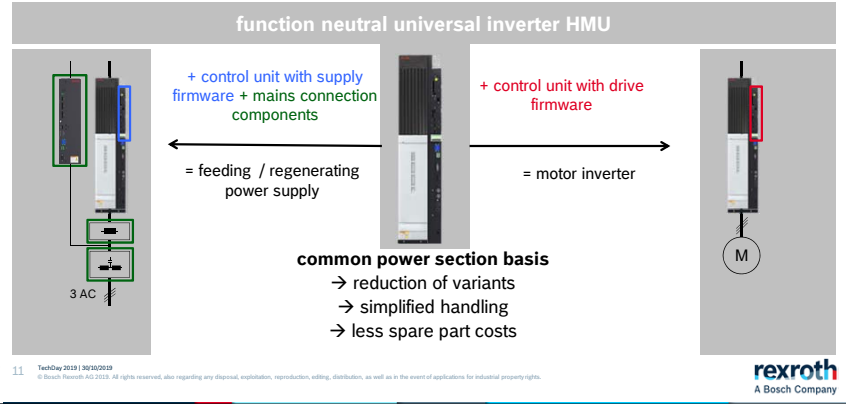 function neutral universal inverter HMU
+ control unit with supply
firmware + mains connection
components
= feeding / regenerating
power supply
+ control unit with drive
firmware
= motor inverter
3 AC
M
common power section basis
→ reduction of variants
→ simplified handling
→ less spare part costs
11
TechDay 2019 | 30/10/2019
© Bosch Rexroth AG 2019. All rights reserved, also regarding any disposal, exploitation, reproduction, editing, distribution, as well as in the event of applications for industrial property rights.
rexroth
A Bosch Company